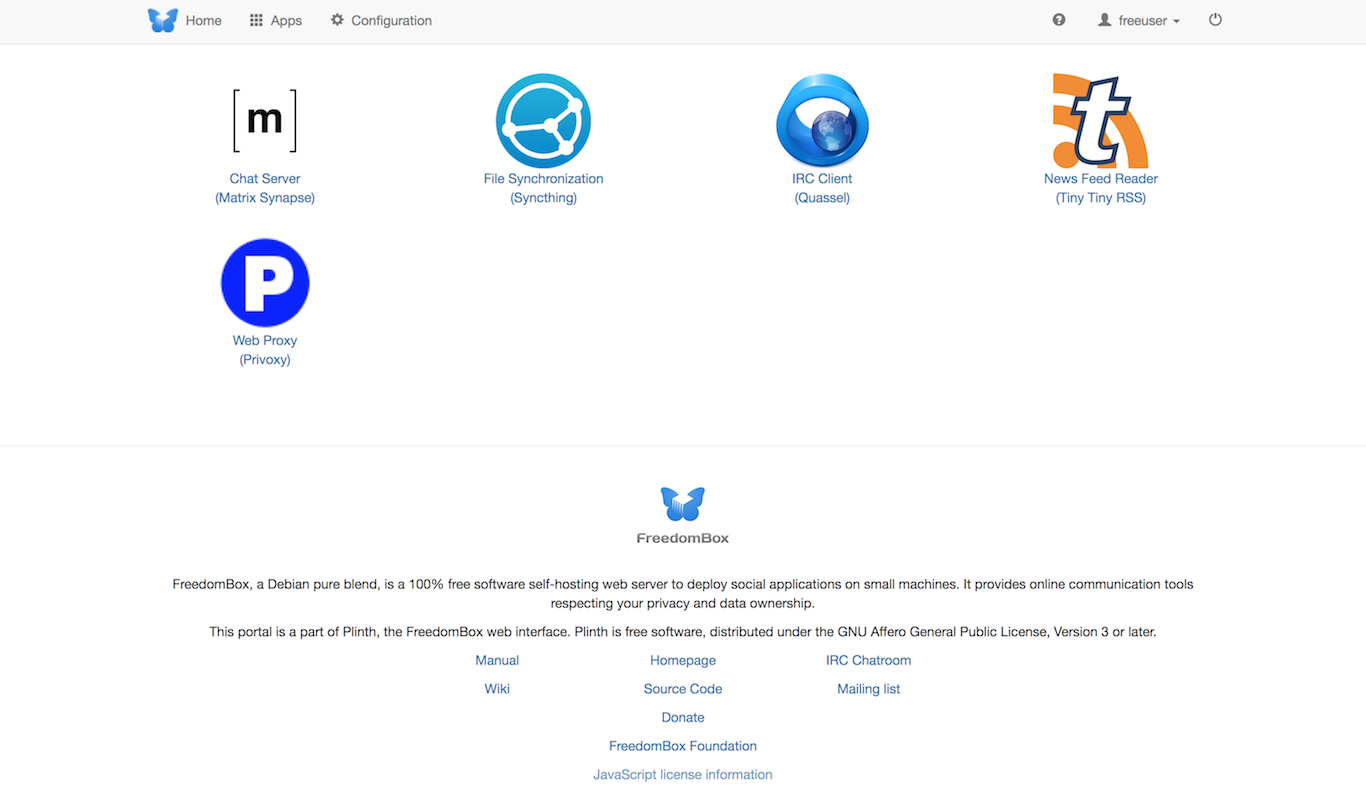 Home Apps Configuration freeuser
[m]
Chat Server
(Matrix Synapse)
File Synchronization
(Syncthing)
IRC Client
(Quassel)
t
News Feed Reader
(Tiny Tiny RSS)
P
Web Proxy
(Privoxy)
FreedomBox
FreedomBox, a Debian pure blend, is a 100% free software self-hosting web server to deploy social applications on small machines. It provides online communication tools
respecting your privacy and data ownership.
This portal is a part of Plinth, the FreedomBox web interface. Plinth is free software, distributed under the GNU Affero General Public License, Version 3 or later.
Manual Homepage IRC Chatroom
Wiki Source Code Mailing list
Donate
FreedomBox Foundation
JavaScript license information